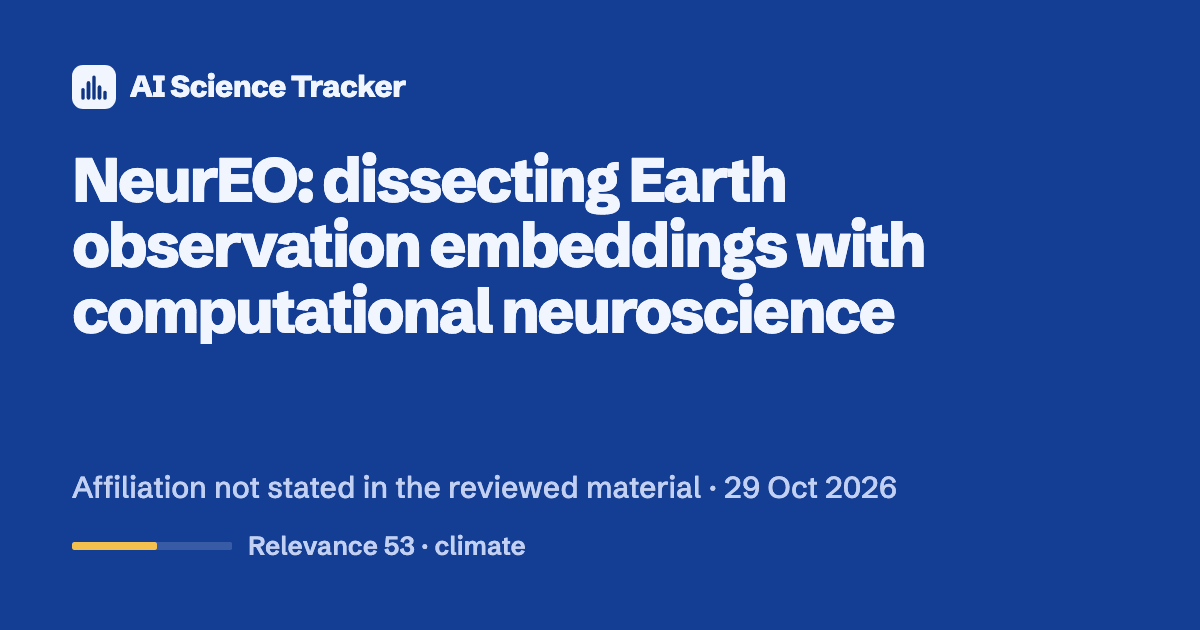 AI Science Tracker
NeurEO: dissecting Earth
observation embeddings with
computational neuroscience
Affiliation not stated in the reviewed material · 29 Oct 2026
Relevance 53 · climate